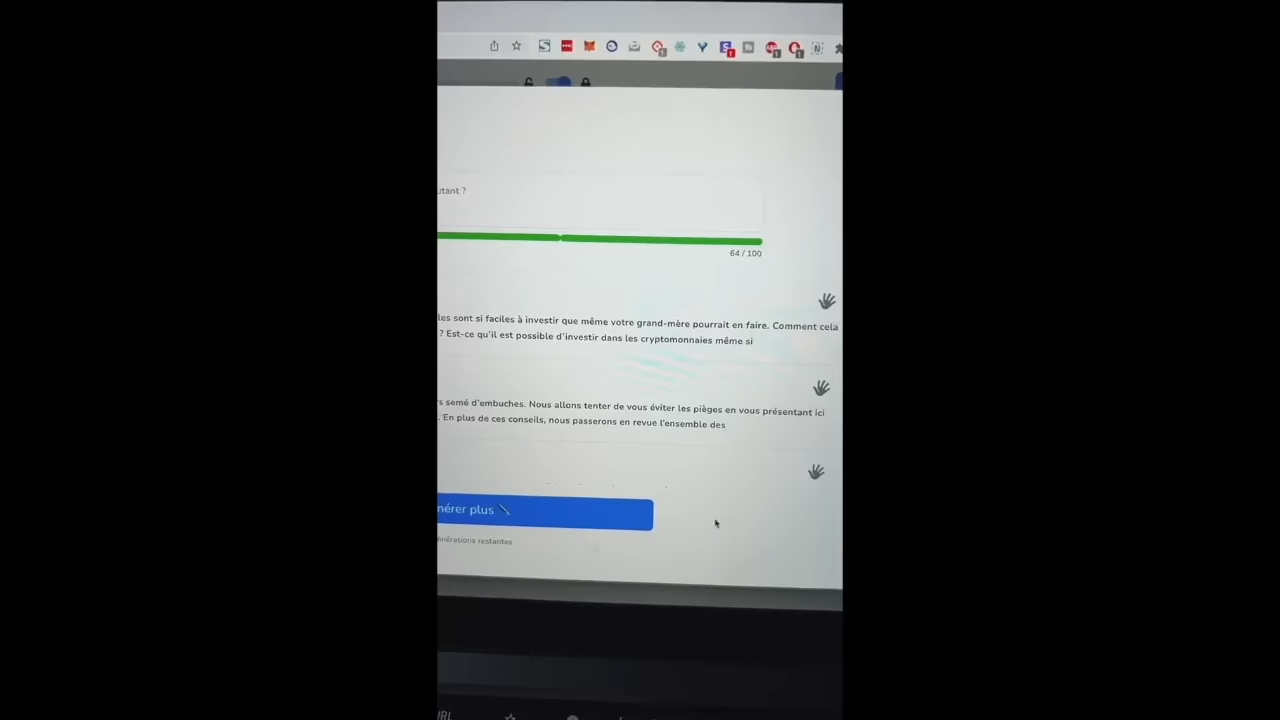 utant ?
64 / 100
les sont si faciles à investir que même votre grand-mère pourrait en faire. Comment cela
? Est-ce qu'il est possible d'investir dans les cryptomonnaies même si
s semé d'embuches. Nous allons tenter de vous éviter les pièges en vous présentant ici
. En plus de ces conseils, nous passerons en revue l'ensemble des
nérer plus
énérations restantes